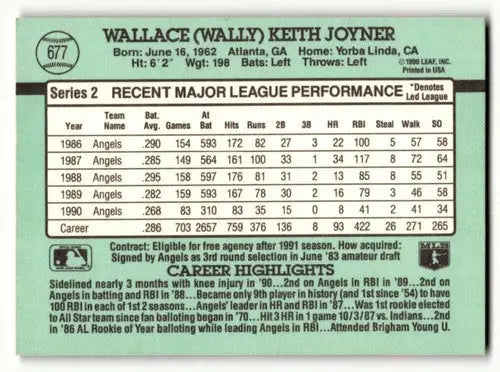 677
WALLACE (WALLY) KEITH JOYNER
Born: June 16, 1962 Atlanta, GA Home: Yorba Linda, CA
Ht: 6'2" Wgt: 198 Bats: Left Throws: Left
©1990 LEAF, INC.
Printed in USA
Series 2 RECENT MAJOR LEAGUE PERFORMANCE *Denotes Led League
Year Team Name Bat. Avg. Games At Bat Hits Runs 2B 3B HR RBI Steal Walk SO
1986 Angels .290 154 593 172 82 27 3 22 100 5 57 58
1987 Angels .285 149 564 161 100 33 1 34 117 8 72 64
1988 Angels .295 158 597 176 81 31 2 13 85 8 55 51
1989 Angels .282 159 593 167 78 30 2 16 79 3 46 58
1990 Angels .268 83 310 83 35 15 0 8 41 2 41 34
Career .286 703 2657 759 376 136 8 93 422 26 271 265
Contract: Eligible for free agency after 1991 season. How acquired:
Signed by Angels as 3rd round selection in June '83 amateur draft
MLB
CAREER HIGHLIGHTS
Sidelined nearly 3 months with knee injury in '90...2nd on Angels in RBI in '89...2nd on
Angels in batting and RBI in '88...Became only 9th player in history (and 1st since '54) to have
100 RBI in each of 1st 2 seasons...Angels' leader in HR and RBI in '87...Was 1st rookie elected
to All Star team since fan balloting began in '70...Hit 3 HR in 1 game 10/3/87 vs. Indians...2nd
in '86 AL Rookie of Year balloting while leading Angels in RBI...Attended Brigham Young U.